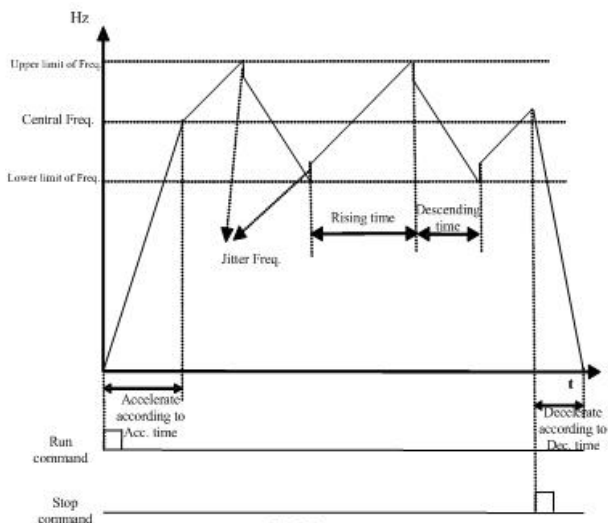 Hz
Upper limit of Freq.
Central Freq.
Lower limit of Freq.
Rising time
Descending
time
Jitter Freq.
t
Accelerate
according to
Acc. time
Decelerate
according to
Dec. time
Run
command
Stop
command